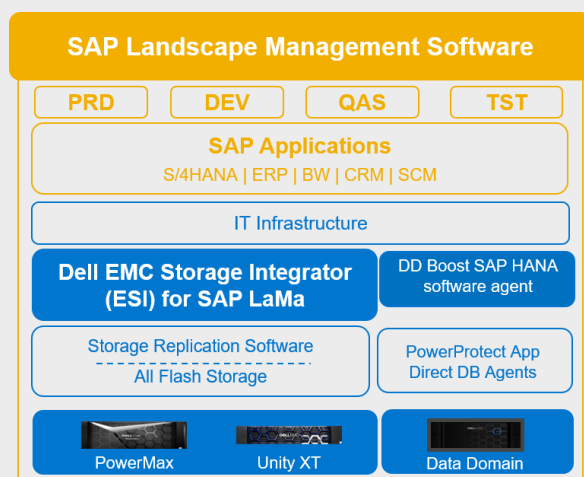 SAP Landscape Management Software
PRD
DEV
QAS
TST
SAP Applications
S/4HANA | ERP | BW | CRM | SCM
IT Infrastructure
Dell EMC Storage Integrator
(ESI) for SAP LaMa
DD Boost SAP HANA
software agent
Storage Replication Software
All Flash Storage
PowerProtect App
Direct DB Agents
PowerMax
Unity XT
Data Domain